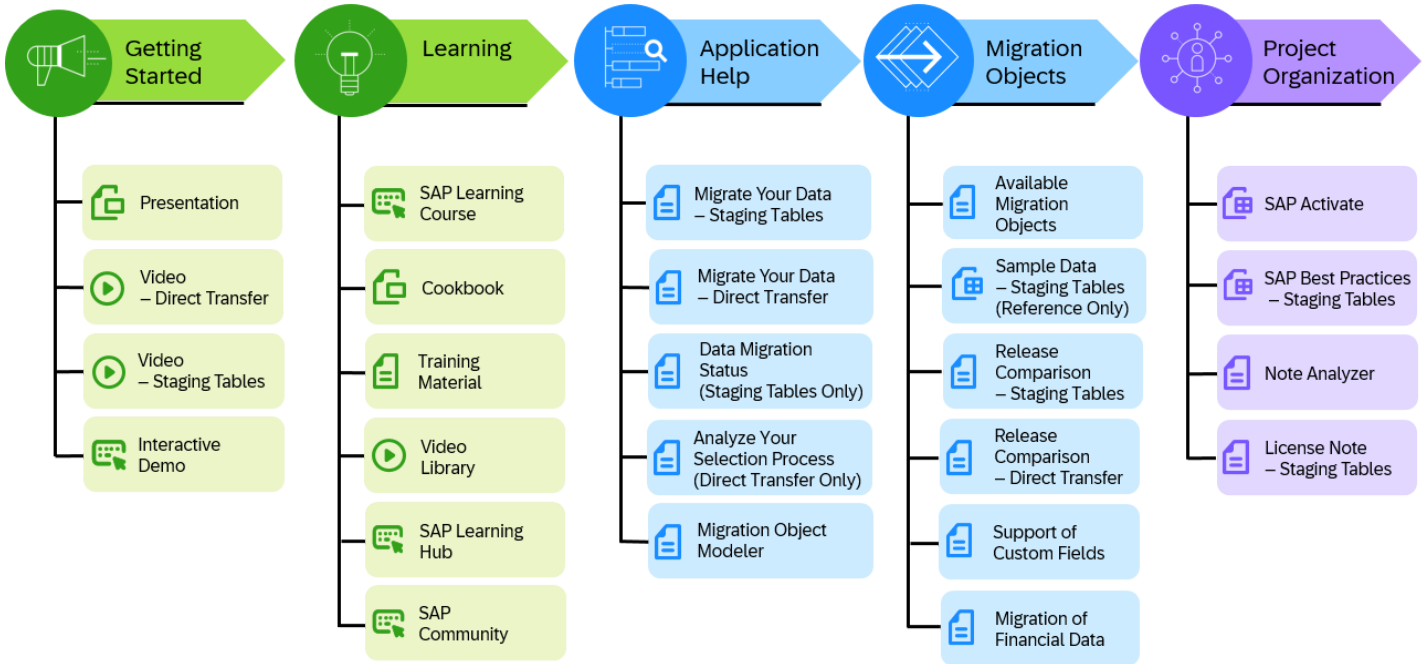 Getting
Started
Presentation
Video
– Direct Transfer
Video
– Staging Tables
Interactive
Demo
Learning
SAP Learning
Course
Cookbook
Training
Material
Video
Library
SAP Learning
Hub
SAP
Community
Application
Help
Migrate Your Data
– Staging Tables
Migrate Your Data
– Direct Transfer
Data Migration
Status
(Staging Tables Only)
Analyze Your
Selection Process
(Direct Transfer Only)
Migration Object
Modeler
Migration
Objects
Available
Migration
Objects
Sample Data
– Staging Tables
(Reference Only)
Release
Comparison
– Staging Tables
Release
Comparison
– Direct Transfer
Support of
Custom Fields
Migration of
Financial Data
Project
Organization
SAP Activate
SAP Best Practices
– Staging Tables
Note Analyzer
License Note
– Staging Tables